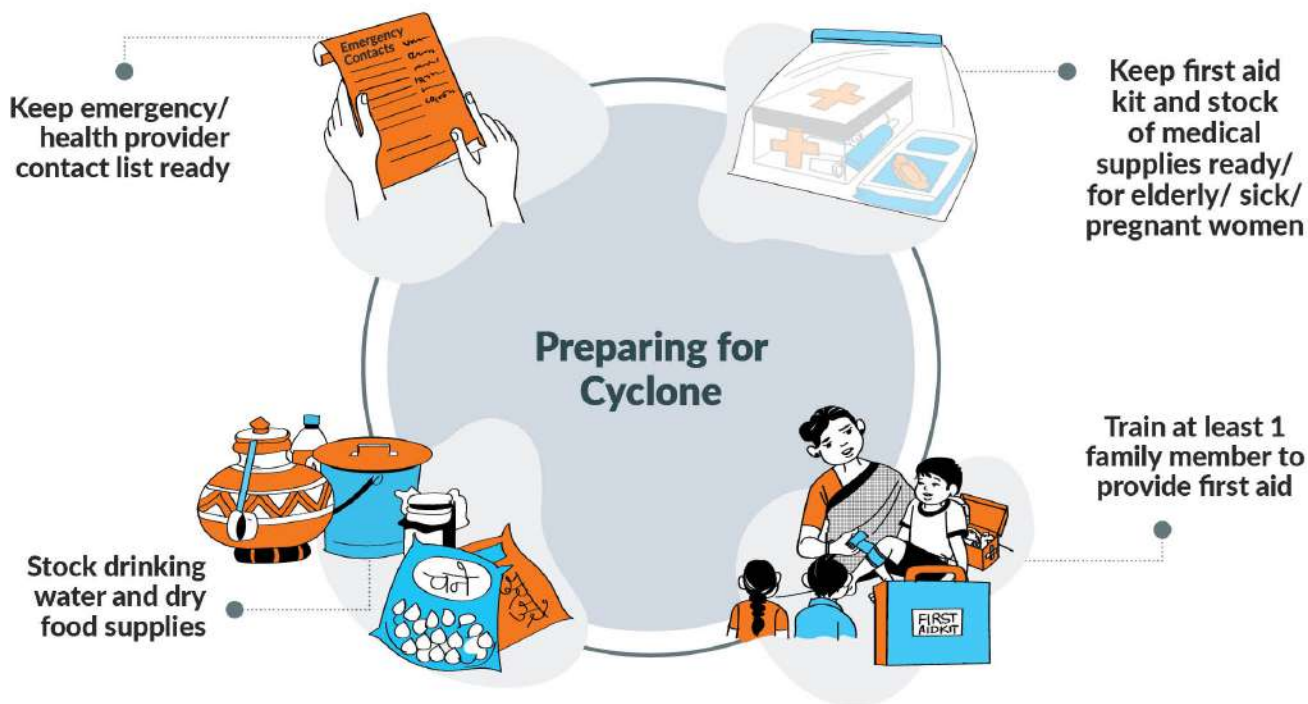 Emergency
Contacts
Keep emergency/
health provider
contact list ready
Keep first aid
kit and stock
of medical
supplies ready/
for elderly/ sick/
pregnant women
Preparing for
Cyclone
Train at least 1
family member to
provide first aid
FIRST
AIDKIT
Stock drinking
water and dry
food supplies
चने